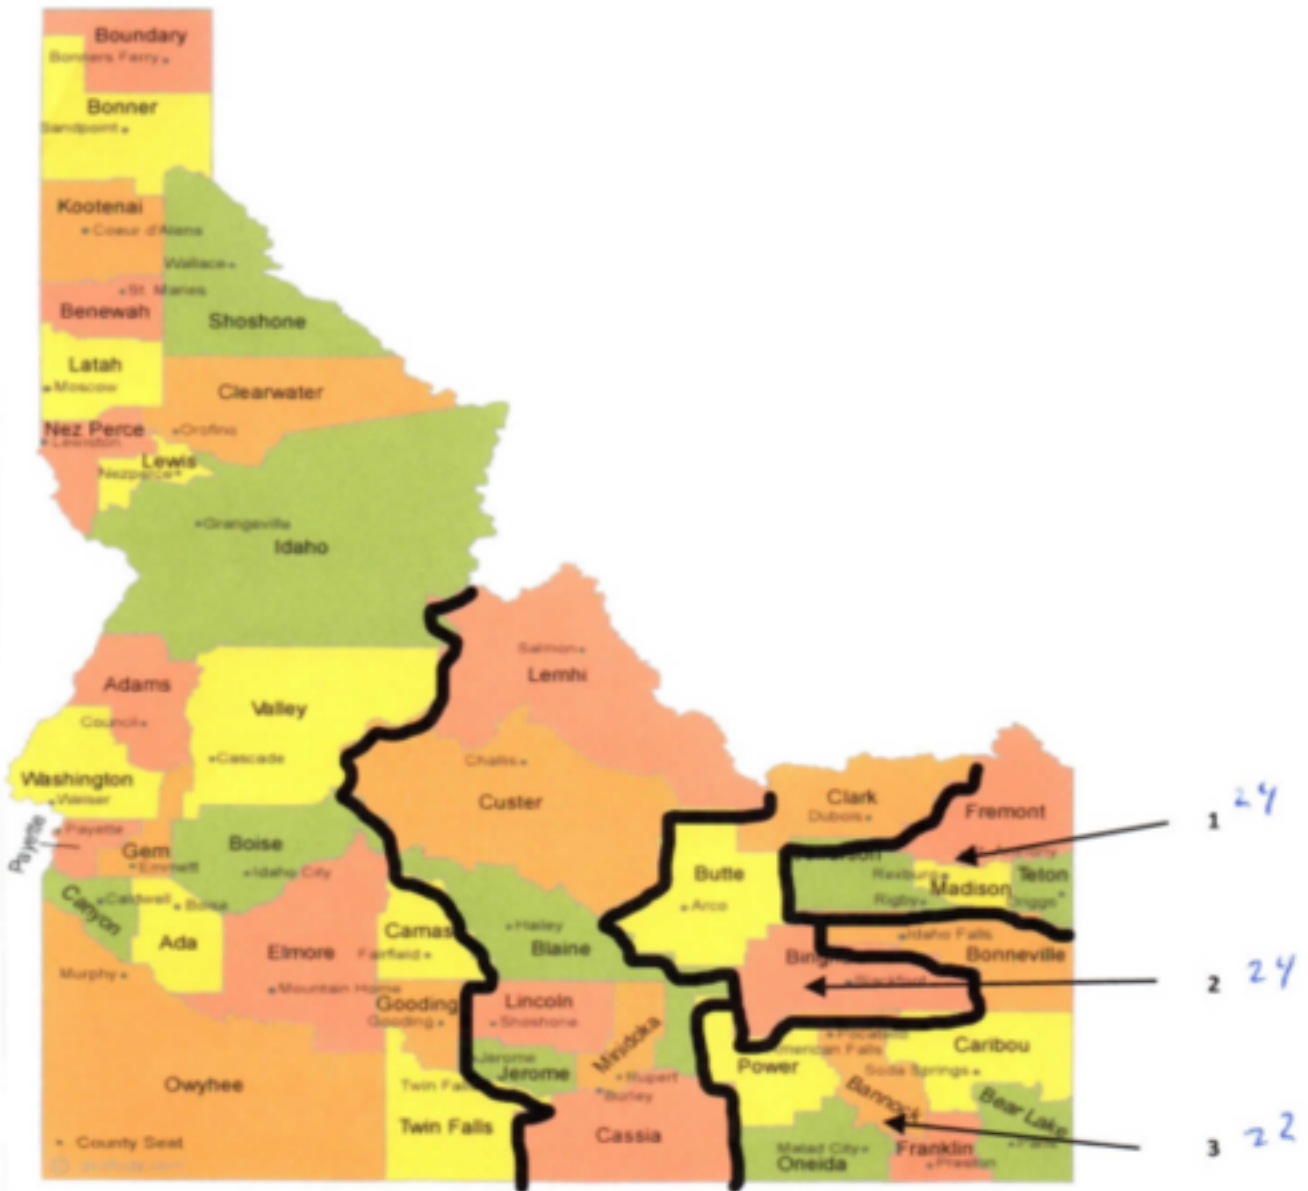 Boundary
Bonners Ferry
Bonner
Sandpoint
Kootenai
Coeur d'Alene
Wallace
St. Maries
Benewah
Shoshone
Latah
Moscow
Clearwater
Nez Perce
Orofino
Lewiston
Lewis
Nezperce
Grangeville
Idaho
Salmon
Lemhi
Adams
Council
Valley
Cascade
Challis
Custer
Washington
Weiser
Clark
Dubois
Fremont
1 24
Payette
Payette
Gem
Emmett
Boise
Idaho City
Butte
Arco
Rexburg
Madison
Teton
Driggs
Rigby
Canyon
Caldwell
Boise
Ada
Camas
Fairfield
Hailey
Blaine
Idaho Falls
Bonneville
Elmore
Mountain Home
Murphy
Blackfoot
2 24
Gooding
Gooding
Lincoln
Shoshone
Minidoka
Jerome
Jerome
Rupert
Burley
Power
American Falls
Pocatello
Caribou
Soda Springs
Bannock
Bear Lake
Paris
Owyhee
Twin Falls
Twin Falls
Cassia
County Seat
Malad City
Oneida
Franklin
Preston
3 22